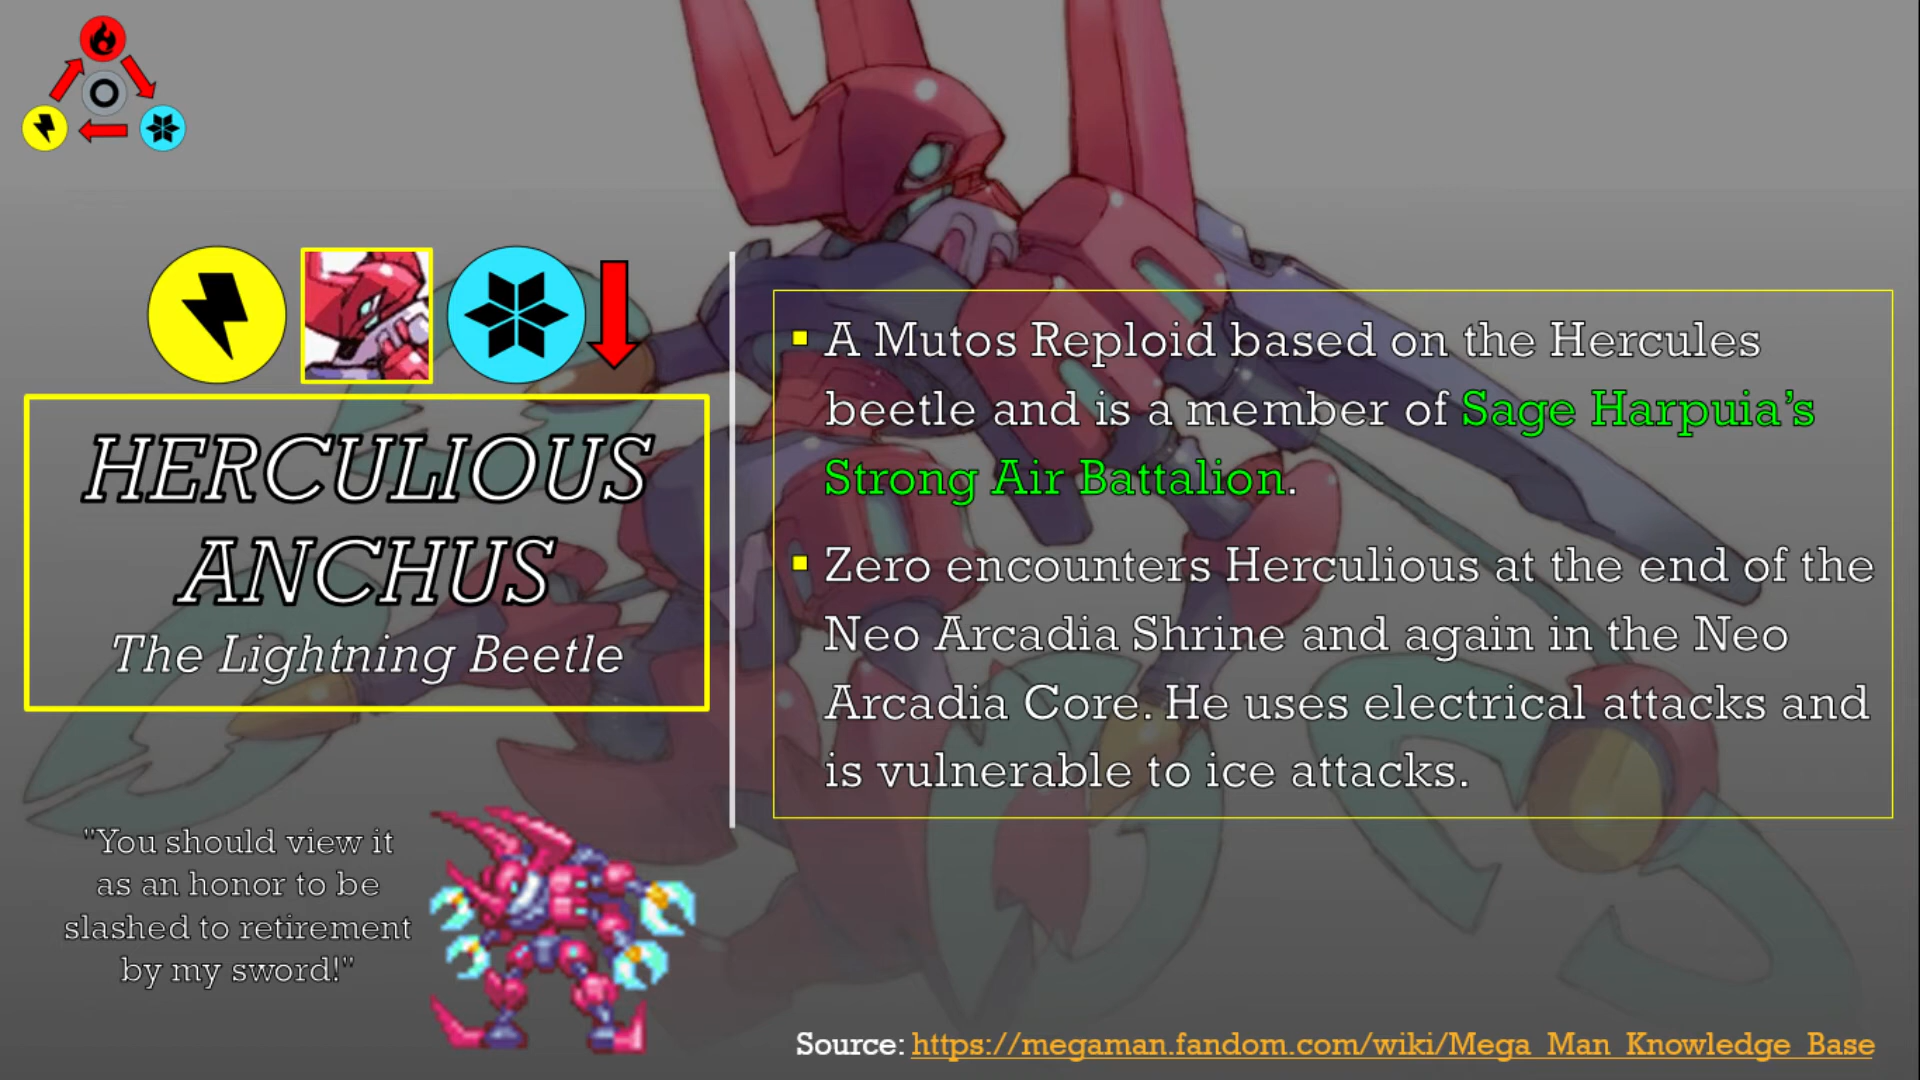 HERCULIOUS
ANCHUS
The Lightning Beetle
"You should view it
as an honor to be
slashed to retirement
by my sword!"
A Mutos Reploid based on the Hercules
beetle and is a member of Sage Harpuia's
Strong Air Battalion.
Zero encounters Herculious at the end of the
Neo Arcadia Shrine and again in the Neo
Arcadia Core. He uses electrical attacks and
is vulnerable to ice attacks.
Source: https://megaman.fandom.com/wiki/Mega_Man_Knowledge_Base